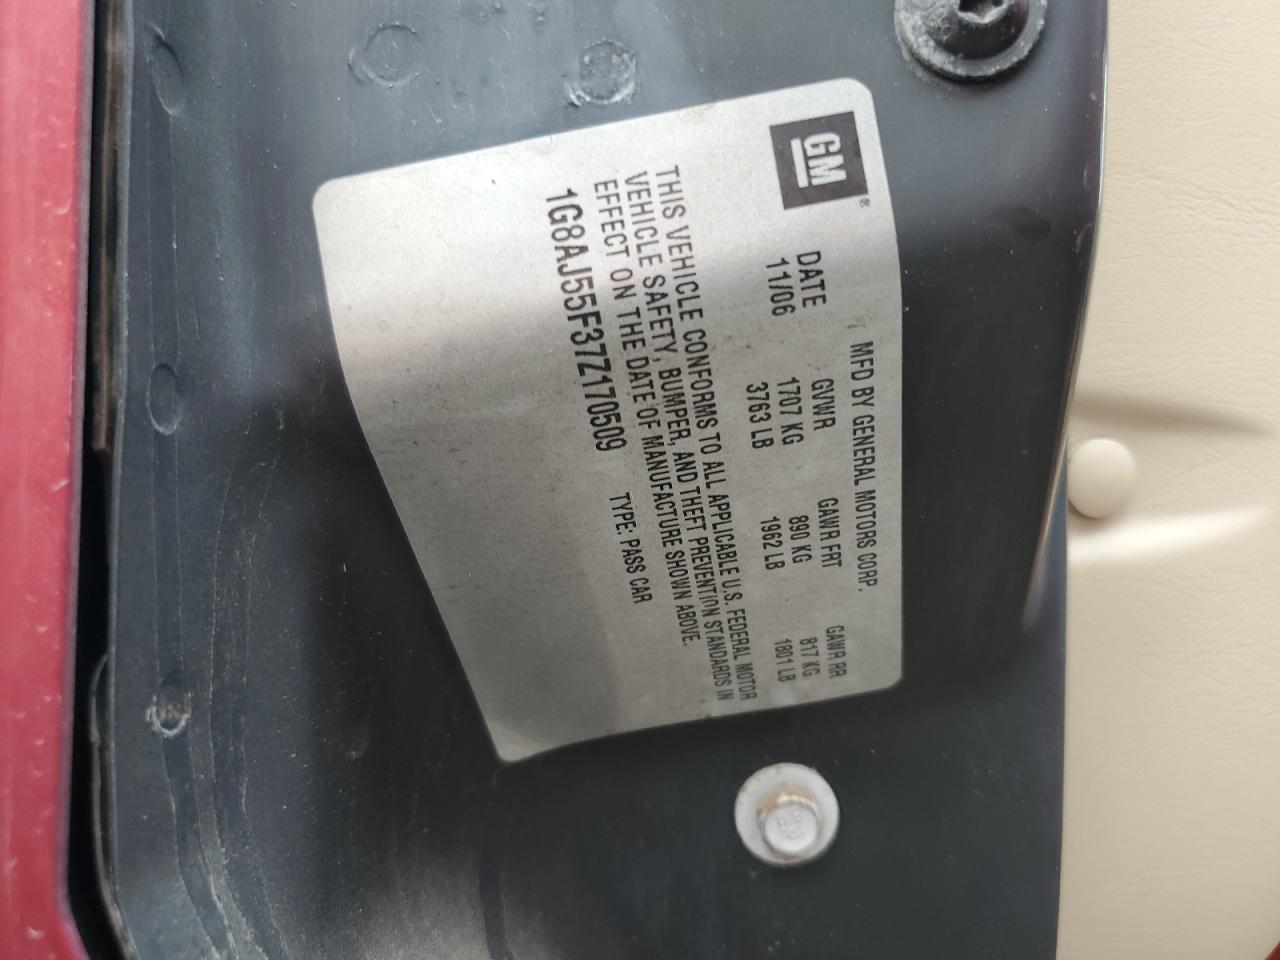 GM®
MFD BY GENERAL MOTORS CORP.
DATE GVWR GAWR FRT GAWR RR
11/06 1707 KG 890 KG 817 KG
3763 LB 1962 LB 1801 LB
THIS VEHICLE CONFORMS TO ALL APPLICABLE U.S. FEDERAL MOTOR
VEHICLE SAFETY, BUMPER, AND THEFT PREVENTION STANDARDS IN
EFFECT ON THE DATE OF MANUFACTURE SHOWN ABOVE.
1G8AJ55F37Z170509 TYPE: PASS CAR